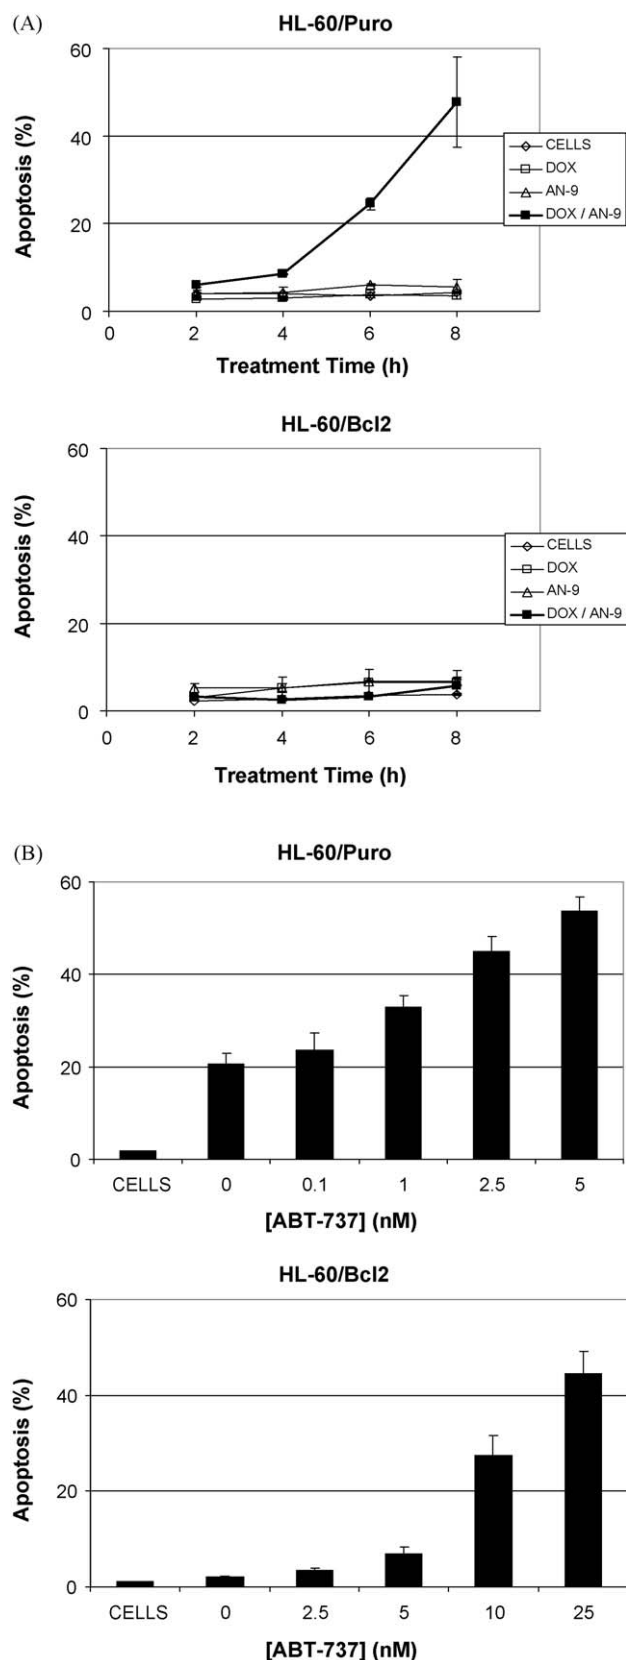 (A)
HL-60/Puro
Apoptosis (%)
60
40
20
0
0 2 4 6 8
Treatment Time (h)
CELLS
DOX
AN-9
DOX / AN-9
HL-60/Bcl2
Apoptosis (%)
60
40
20
0
0 2 4 6 8
Treatment Time (h)
CELLS
DOX
AN-9
DOX / AN-9
(B)
HL-60/Puro
Apoptosis (%)
60
40
20
0
CELLS 0 0.1 1 2.5 5
[ABT-737] (nM)
HL-60/Bcl2
Apoptosis (%)
60
40
20
0
CELLS 0 2.5 5 10 25
[ABT-737] (nM)